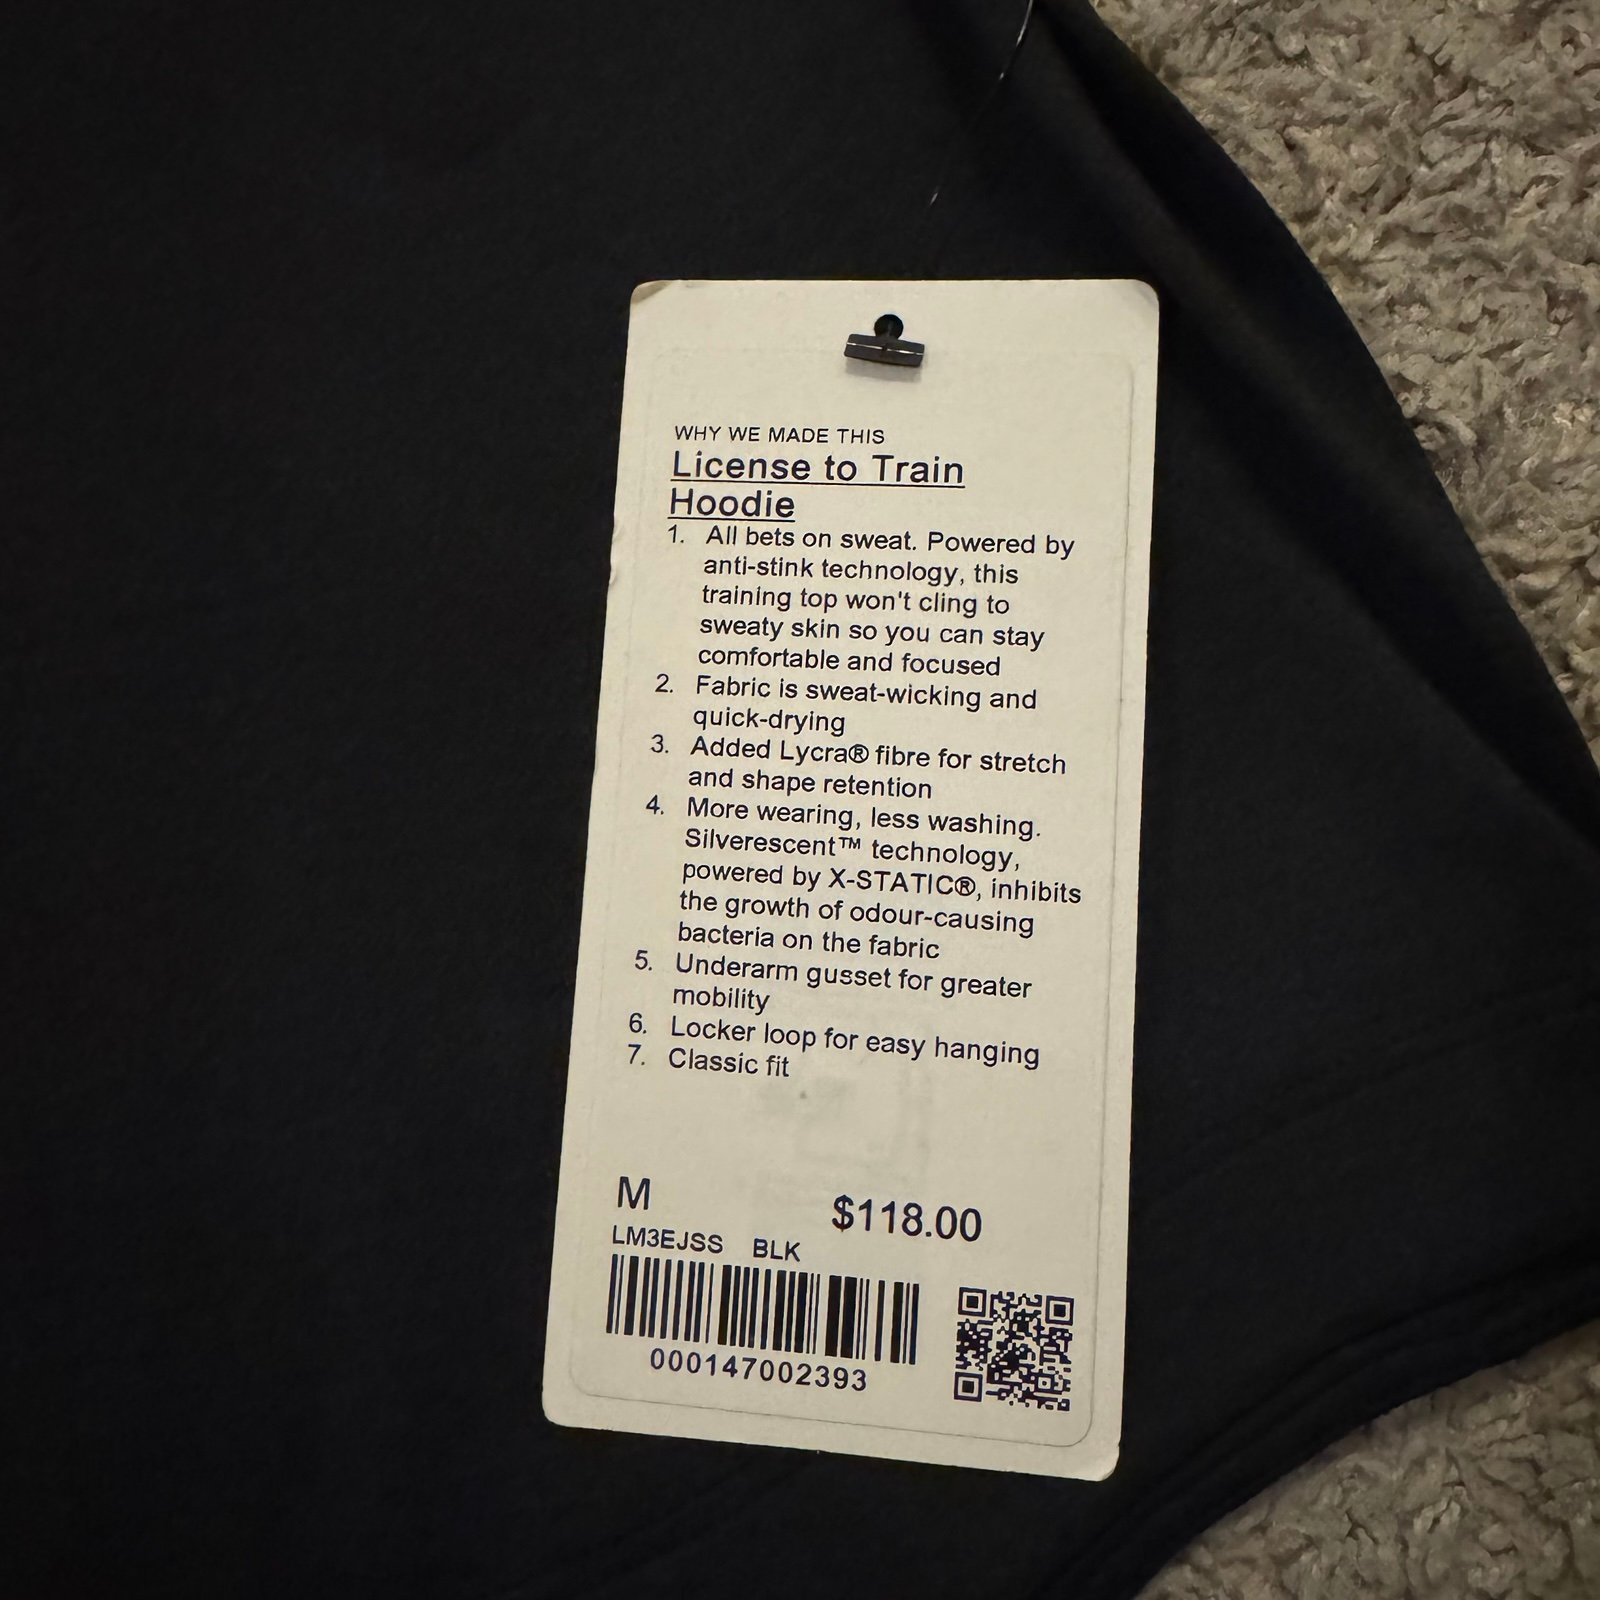 WHY WE MADE THIS
License to Train
Hoodie
1. All bets on sweat. Powered by
anti-stink technology, this
training top won't cling to
sweaty skin so you can stay
comfortable and focused
2. Fabric is sweat-wicking and
quick-drying
3. Added Lycra® fibre for stretch
and shape retention
4. More wearing, less washing.
Silverescent™ technology,
powered by X-STATIC®, inhibits
the growth of odour-causing
bacteria on the fabric
5. Underarm gusset for greater
mobility
6. Locker loop for easy hanging
7. Classic fit
M $118.00
LM3EJSS BLK
000147002393